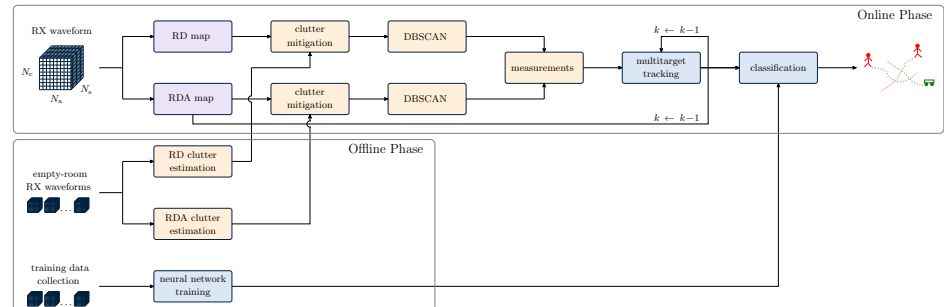 Online Phase
RX waveform
N_c
N_a
N_s
RD map
clutter
mitigation
DBSCAN
RDA map
clutter
mitigation
DBSCAN
measurements
k ← k−1
multitarget
tracking
k ← k−1
classification
Offline Phase
empty-room
RX waveforms
...
RD clutter
estimation
RDA clutter
estimation
training data
collection
...
neural network
training